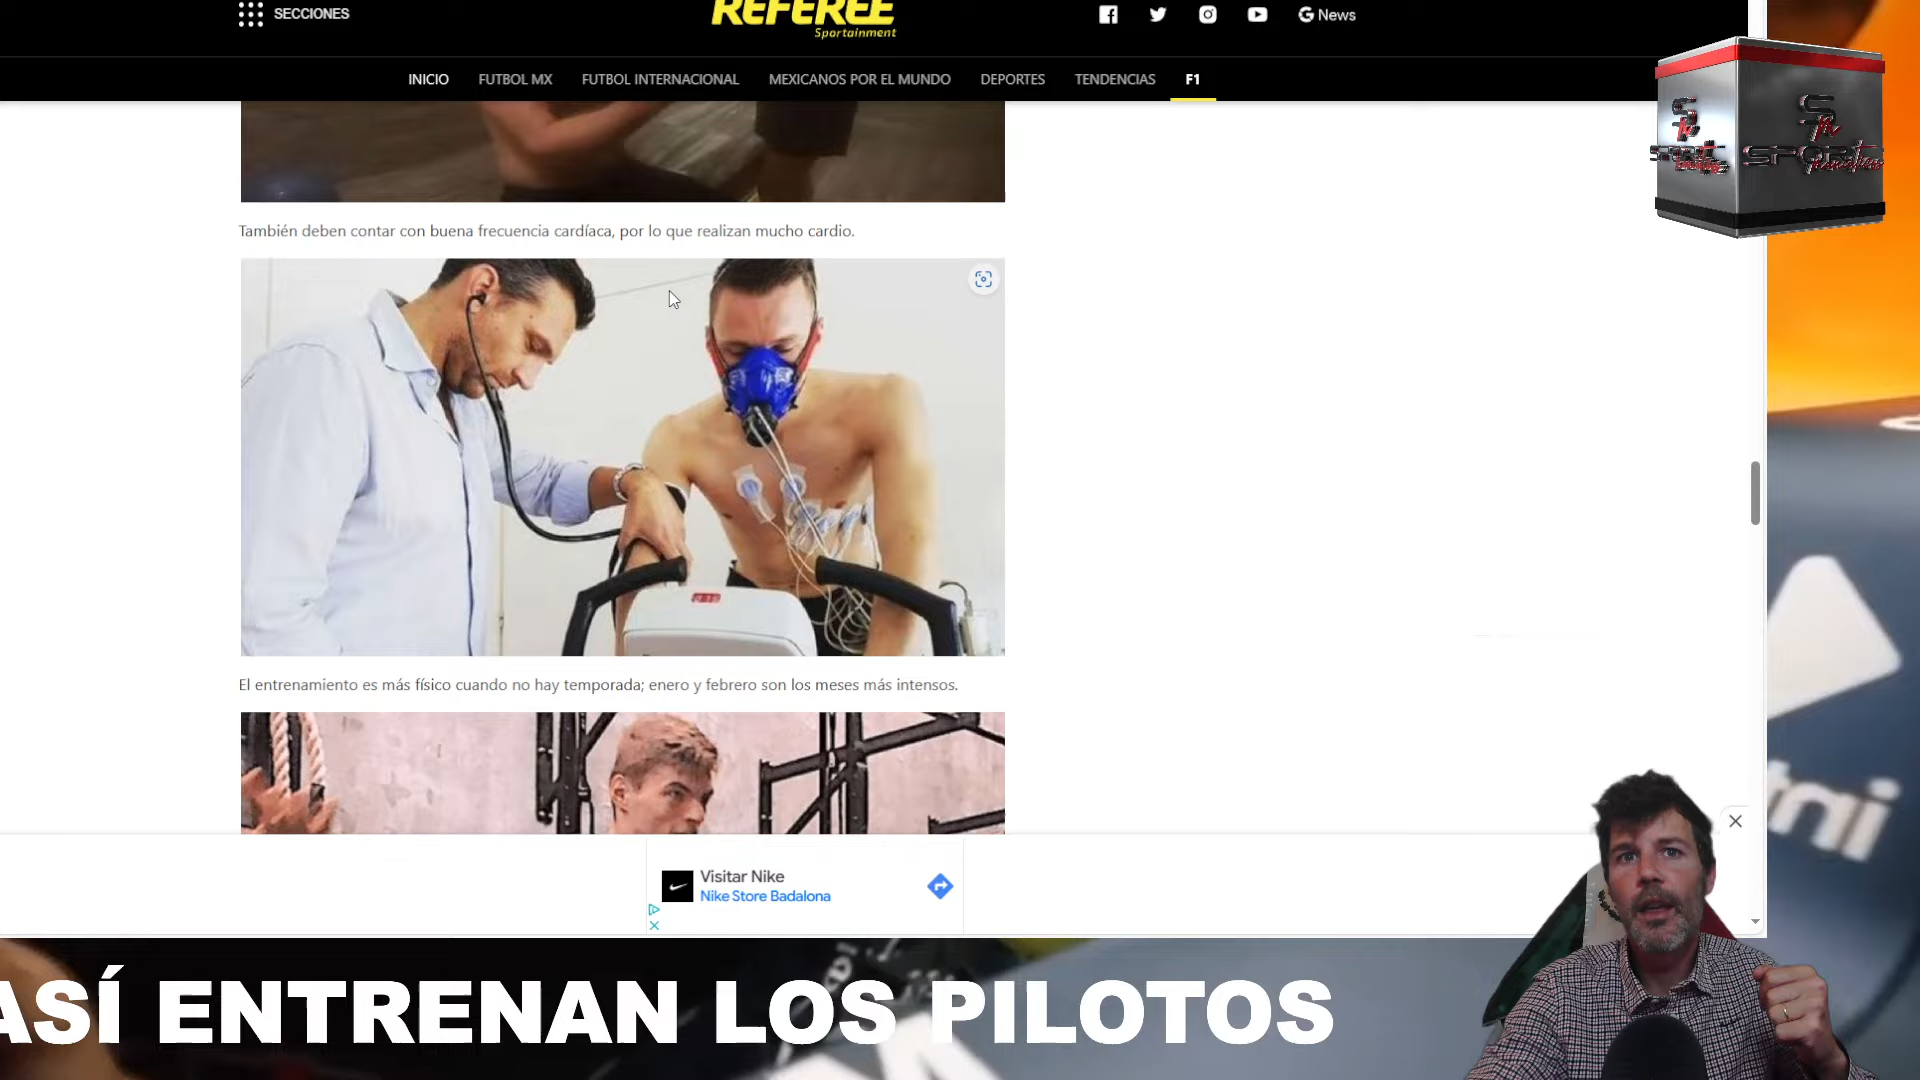 SECCIONES
REFEREE
Sportainment
News
INICIO FUTBOL MX FUTBOL INTERNACIONAL MEXICANOS POR EL MUNDO DEPORTES TENDENCIAS F1
También deben contar con buena frecuencia cardíaca, por lo que realizan mucho cardio.
El entrenamiento es más físico cuando no hay temporada; enero y febrero son los meses más intensos.
Visitar Nike
Nike Store Badalona
ASÍ ENTRENAN LOS PILOTOS